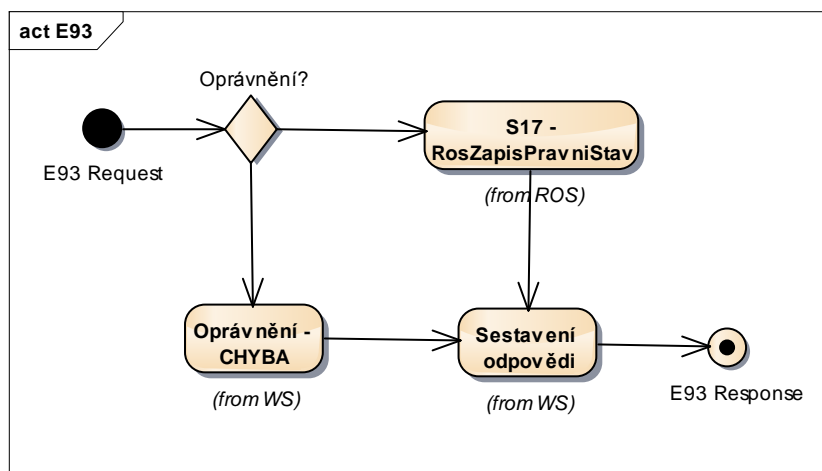 act E93
Oprávnění?
S17 -
RosZapisPravniStav
E93 Request
(from ROS)
Oprávnění -
CHYBA
Sestavení
odpovědi
(from WS)
(from WS)
E93 Response